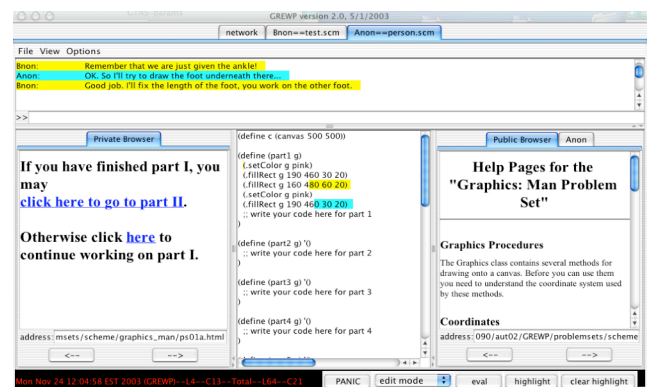 GREWP version 2.0, 5/1/2003
network Bnon==test.scm Anon==person.scm
File View Options
Bnon: Remember that we are just given the ankle!
Anon: OK. So I'll try to draw the foot underneath there...
Bnon: Good job. I'll fix the length of the foot, you work on the other foot.
>>
Private Browser
If you have finished part I, you
may
click here to go to part II.
Otherwise click here to
continue working on part I.
address: msets/scheme/graphics_man/ps01a.html
<-- -->
(define c (canvas 500 500))
(define (part1 g)
(.setColor g pink)
(.fillRect g 190 460 30 20)
(.fillRect g 160 480 60 20)
(.setColor g pink)
(.fillRect g 190 460 30 20)
;; write your code here for part 1
)
(define (part2 g) '()
;; write your code here for part 2
)
(define (part3 g) '()
;; write your code here for part 3
)
(define (part4 g) '()
;; write your code here for part 4
)
Public Browser Anon
Help Pages for the
"Graphics: Man Problem
Set"
Graphics Procedures
The Graphics class contains several methods for
drawing onto a canvas. Before you can use them
you need to understand the coordinate system used
by these methods.
Coordinates
address: 090/aut02/GREWP/problemsets/scheme
<-- -->
Mon Nov 24 12:04:58 EST 2003 (GREWP)--L4--C13--Total--L64--C21
PANIC edit mode eval highlight clear highlight